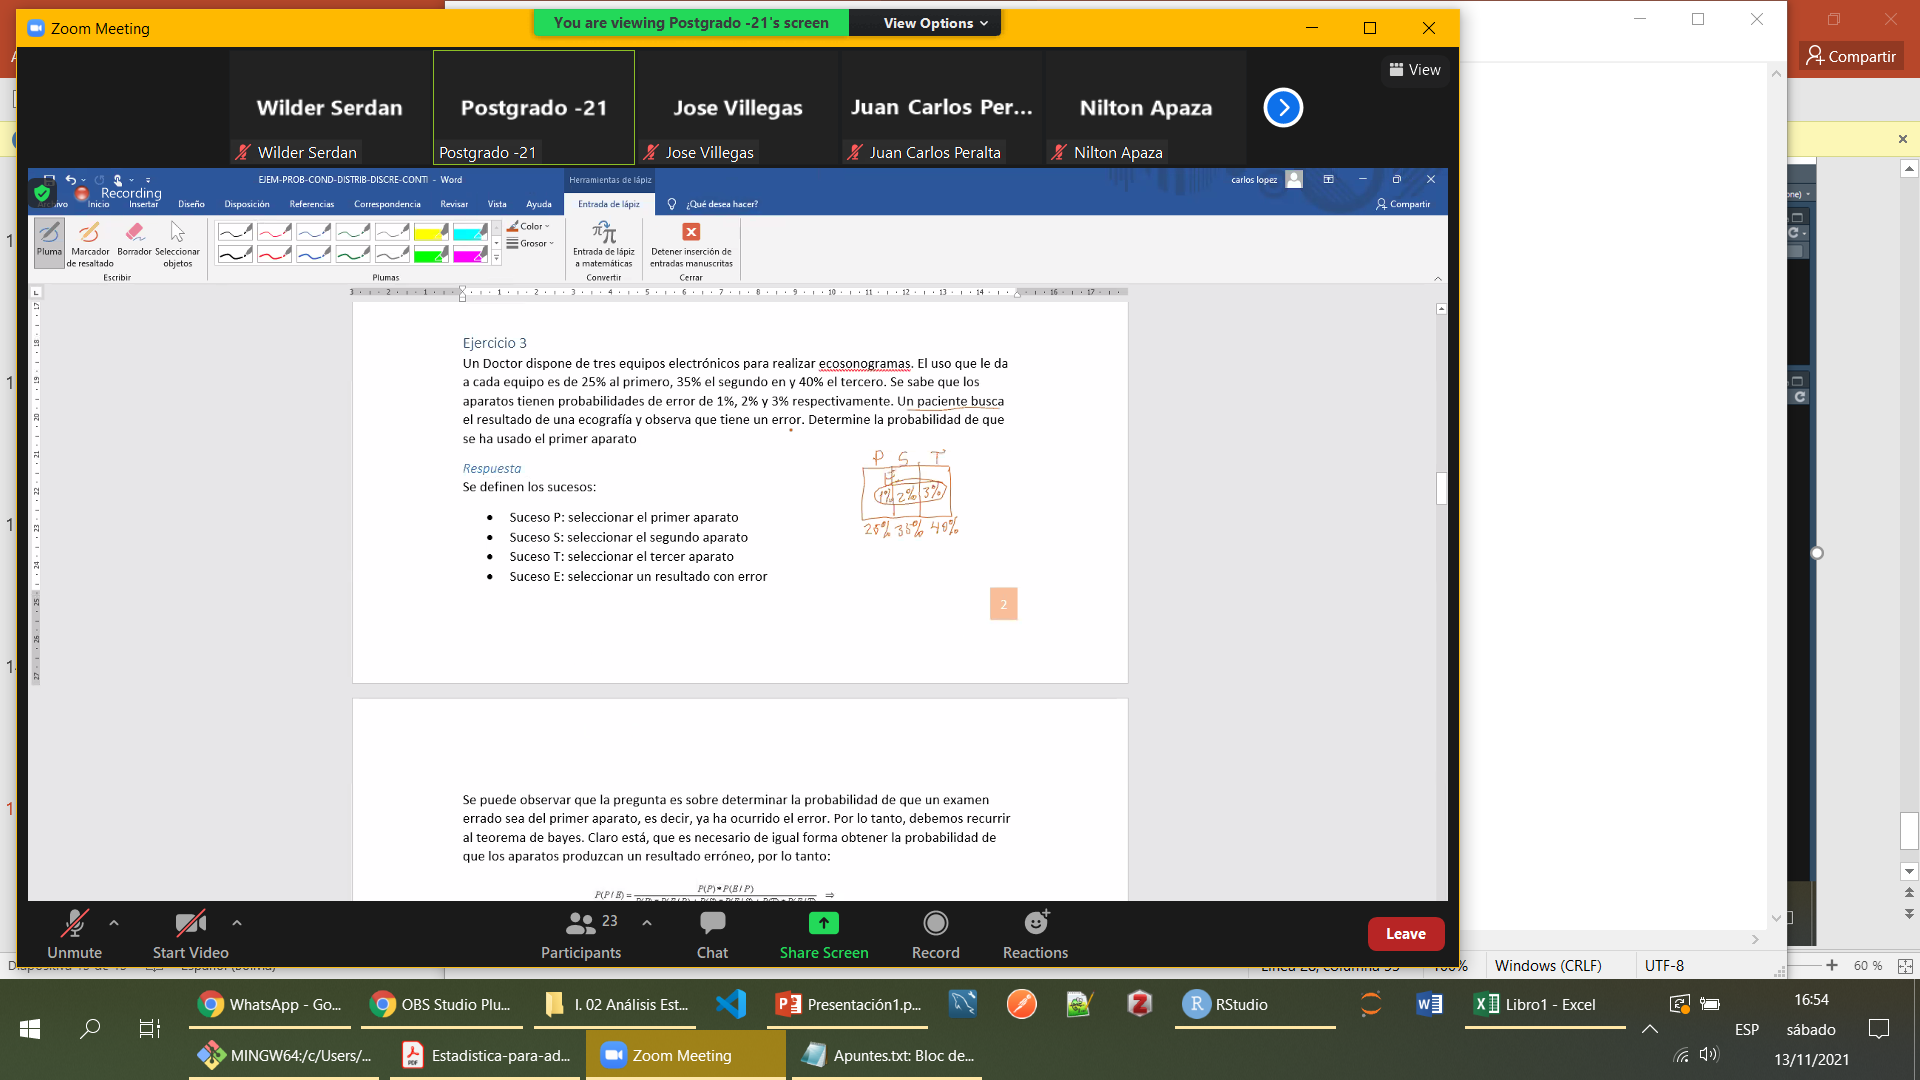 Zoom Meeting
You are viewing Postgrado -21's screen
View Options
Compartir
View
Wilder Serdan
Postgrado -21
Jose Villegas
Juan Carlos Per...
Nilton Apaza
Wilder Serdan
Postgrado -21
Jose Villegas
Juan Carlos Peralta
Nilton Apaza
Recording
EJEM-PROB-COND-DISTRIB-DISCRE-CONTI - Word
Herramientas de lápiz
carlos lopez
Inicio
Insertar
Diseño
Disposición
Referencias
Correspondencia
Revisar
Vista
Ayuda
Entrada de lápiz
¿Qué desea hacer?
Compartir
Pluma
Marcador de resaltado
Borrador
Seleccionar objetos
Escribir
Plumas
Color
Grosor
Entrada de lápiz a matemáticas
Convertir
Detener inserción de entradas manuscritas
Cerrar
Ejercicio 3
Un Doctor dispone de tres equipos electrónicos para realizar ecosonogramas. El uso que le da
a cada equipo es de 25% al primero, 35% el segundo en y 40% el tercero. Se sabe que los
aparatos tienen probabilidades de error de 1%, 2% y 3% respectivamente. Un paciente busca
el resultado de una ecografía y observa que tiene un error. Determine la probabilidad de que
se ha usado el primer aparato
Respuesta
Se definen los sucesos:
• Suceso P: seleccionar el primer aparato
• Suceso S: seleccionar el segundo aparato
• Suceso T: seleccionar el tercer aparato
• Suceso E: seleccionar un resultado con error
P S T
E
1% 2% 3%
25% 35% 40%
2
Se puede observar que la pregunta es sobre determinar la probabilidad de que un examen
errado sea del primer aparato, es decir, ya ha ocurrido el error. Por lo tanto, debemos recurrir
al teorema de bayes. Claro está, que es necesario de igual forma obtener la probabilidad de
que los aparatos produzcan un resultado erróneo, por lo tanto:
P(P / E) = P(P) • P(E / P) ⇒
Unmute
Start Video
Participants
23
Chat
Share Screen
Record
Reactions
Leave
100%
Windows (CRLF)
UTF-8
60 %
WhatsApp - Go...
OBS Studio Plu...
I. 02 Análisis Est...
Presentación1.p...
RStudio
Libro1 - Excel
MINGW64:/c/Users/...
Estadistica-para-ad...
Zoom Meeting
Apuntes.txt: Bloc de...
ESP
16:54
sábado
13/11/2021